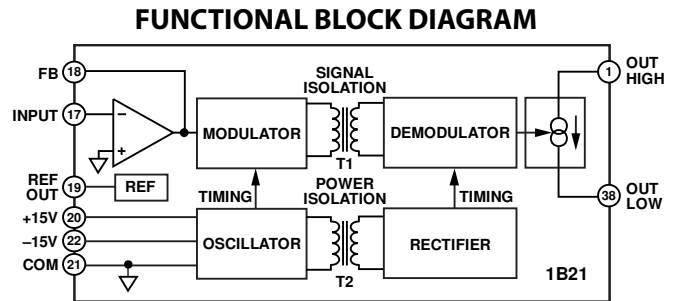 FUNCTIONAL BLOCK DIAGRAM
FB 18
INPUT 17
REF
OUT 19
+15V 20
–15V 22
COM 21
–
+
REF
MODULATOR
SIGNAL
ISOLATION
T1
DEMODULATOR
TIMING
POWER
ISOLATION
TIMING
OSCILLATOR
T2
RECTIFIER
1 OUT
HIGH
38 OUT
LOW
1B21